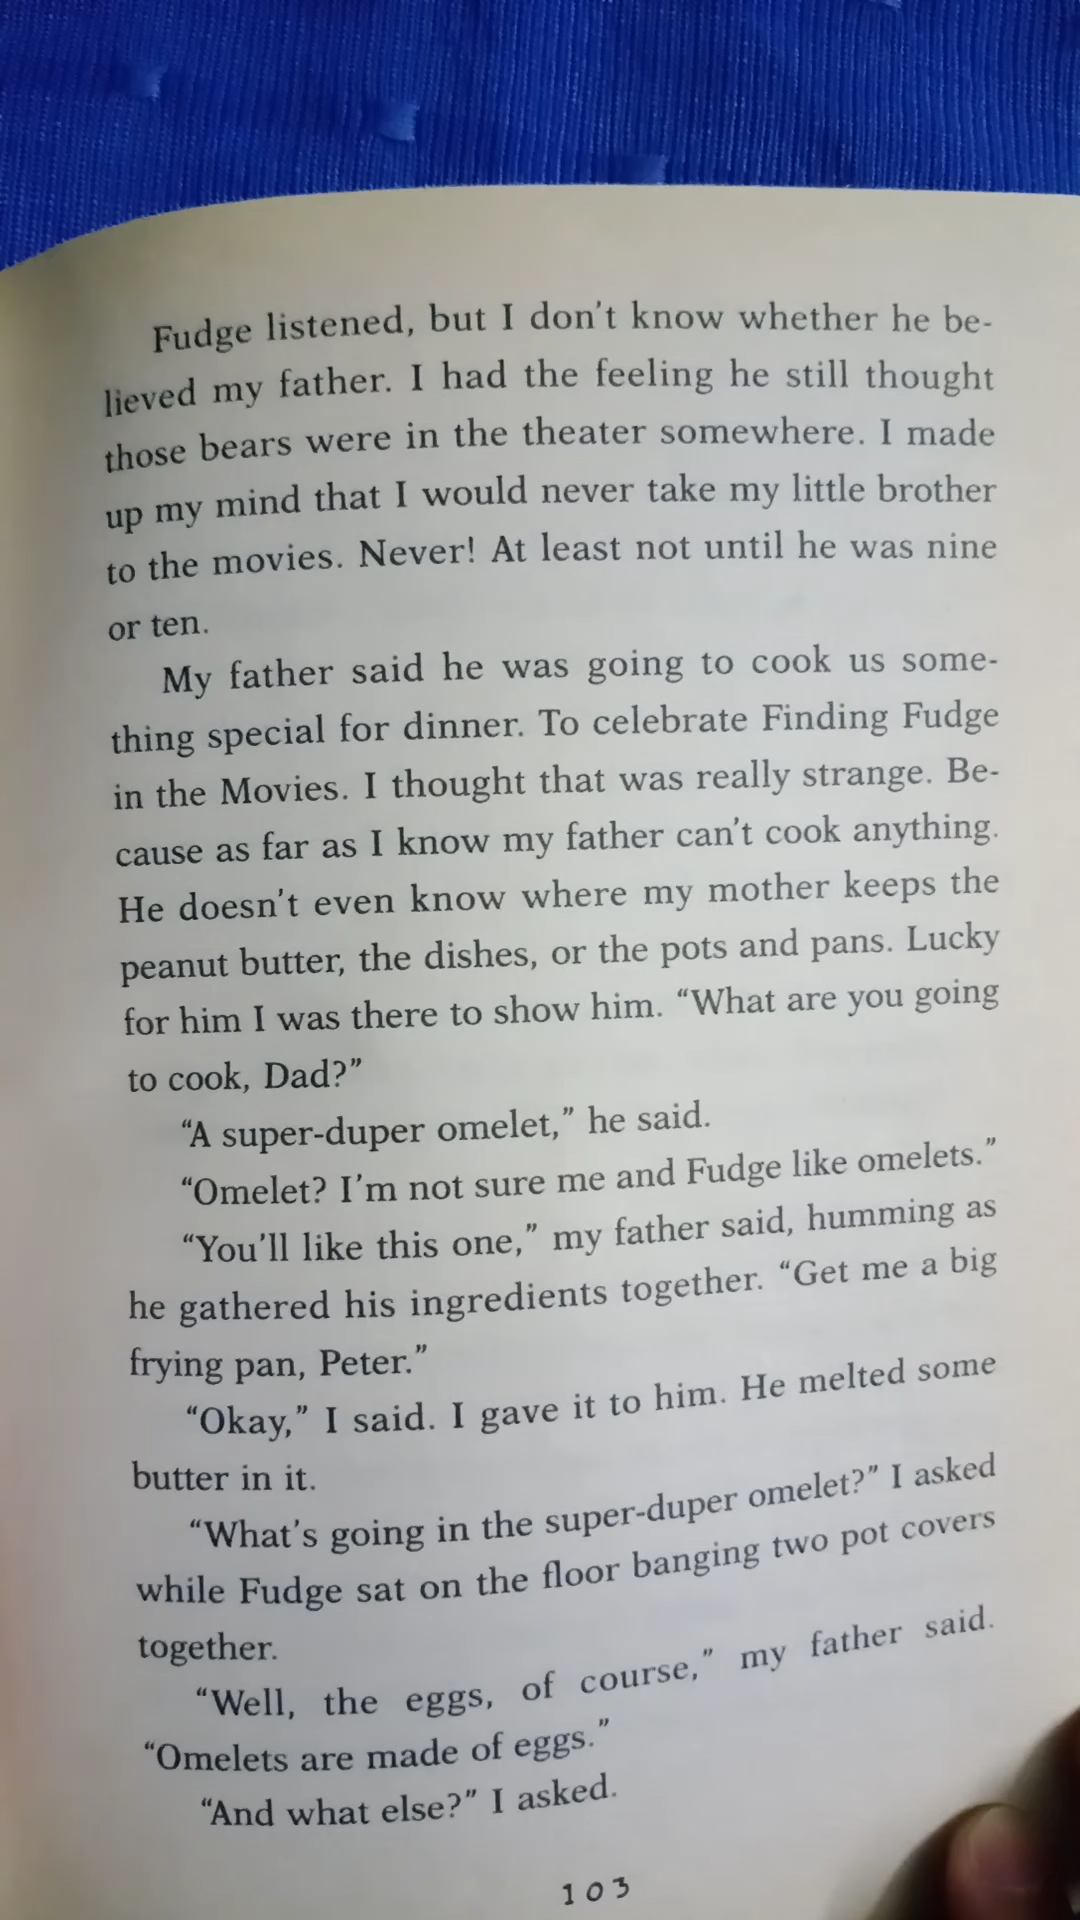 Fudge listened, but I don't know whether he be-
lieved my father. I had the feeling he still thought
those bears were in the theater somewhere. I made
up my mind that I would never take my little brother
to the movies. Never! At least not until he was nine
or ten.
My father said he was going to cook us some-
thing special for dinner. To celebrate Finding Fudge
in the Movies. I thought that was really strange. Be-
cause as far as I know my father can't cook anything.
He doesn't even know where my mother keeps the
peanut butter, the dishes, or the pots and pans. Lucky
for him I was there to show him. “What are you going
to cook, Dad?”
“A super-duper omelet,” he said.
“Omelet? I'm not sure me and Fudge like omelets.”
“You'll like this one,” my father said, humming as
he gathered his ingredients together. “Get me a big
frying pan, Peter.”
“Okay,” I said. I gave it to him. He melted some
butter in it.
“What's going in the super-duper omelet?” I asked
while Fudge sat on the floor banging two pot covers
together.
“Well, the eggs, of course,” my father said.
“Omelets are made of eggs.”
“And what else?” I asked.
103